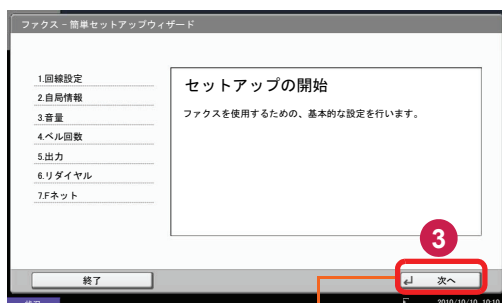 ファクス - 簡単セットアップウィザード
1.回線設定
2.自局情報
3.音量
4.ベル回数
5.出力
6.リダイヤル
7.Fネット
セットアップの開始
ファクスを使用するための、基本的な設定を行います。
3
終了
次へ
2010/10/10 10:10